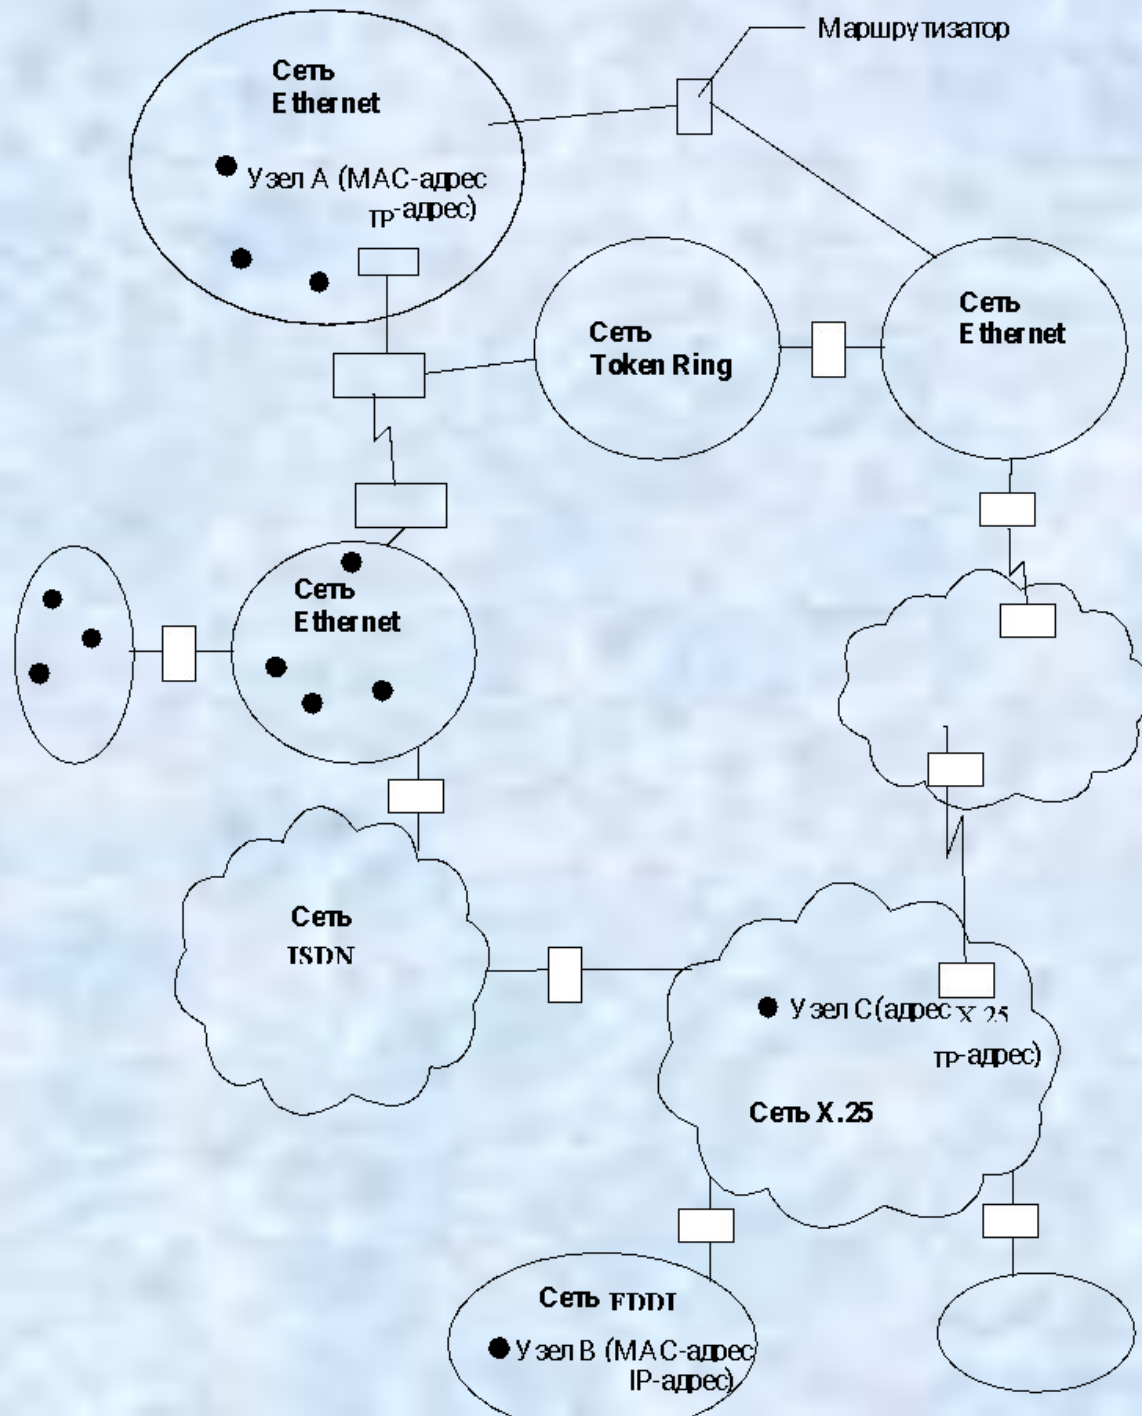 Маршрутизатор
Сеть
Ethernet
Узел А (МАС-адрес
IP-адрес)
Сеть
Token Ring
Сеть
Ethernet
Сеть
Ethernet
Сеть
ISDN
Узел С (адрес X.25
IP-адрес)
Сеть X.25
Сеть FDDI
Узел В (МАС-адрес
IP-адрес)